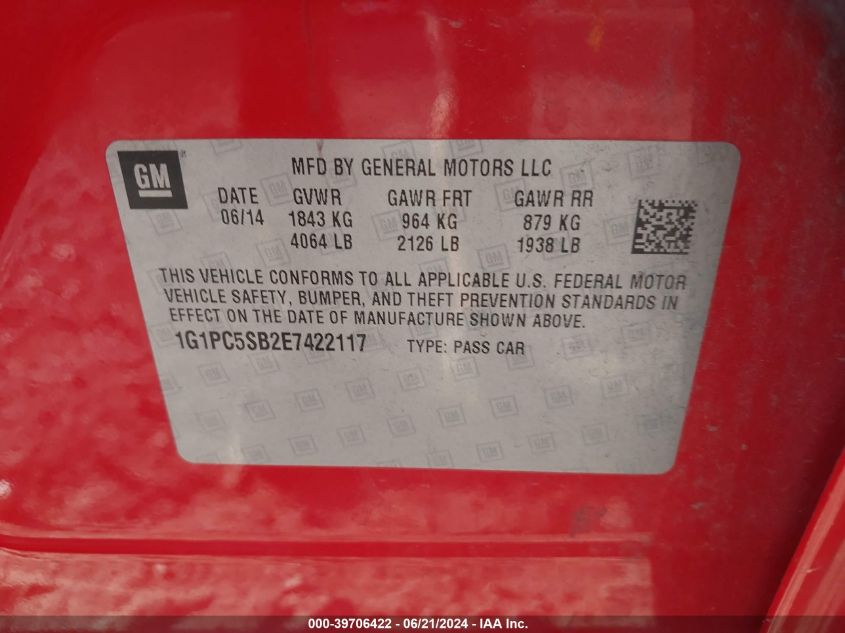 GM
MFD BY GENERAL MOTORS LLC
DATE GVWR GAWR FRT GAWR RR
06/14 1843 KG 964 KG 879 KG
4064 LB 2126 LB 1938 LB
THIS VEHICLE CONFORMS TO ALL APPLICABLE U.S. FEDERAL MOTOR
VEHICLE SAFETY, BUMPER, AND THEFT PREVENTION STANDARDS IN
EFFECT ON THE DATE OF MANUFACTURE SHOWN ABOVE.
1G1PC5SB2E7422117 TYPE: PASS CAR
000-39706422 - 06/21/2024 - IAA Inc.